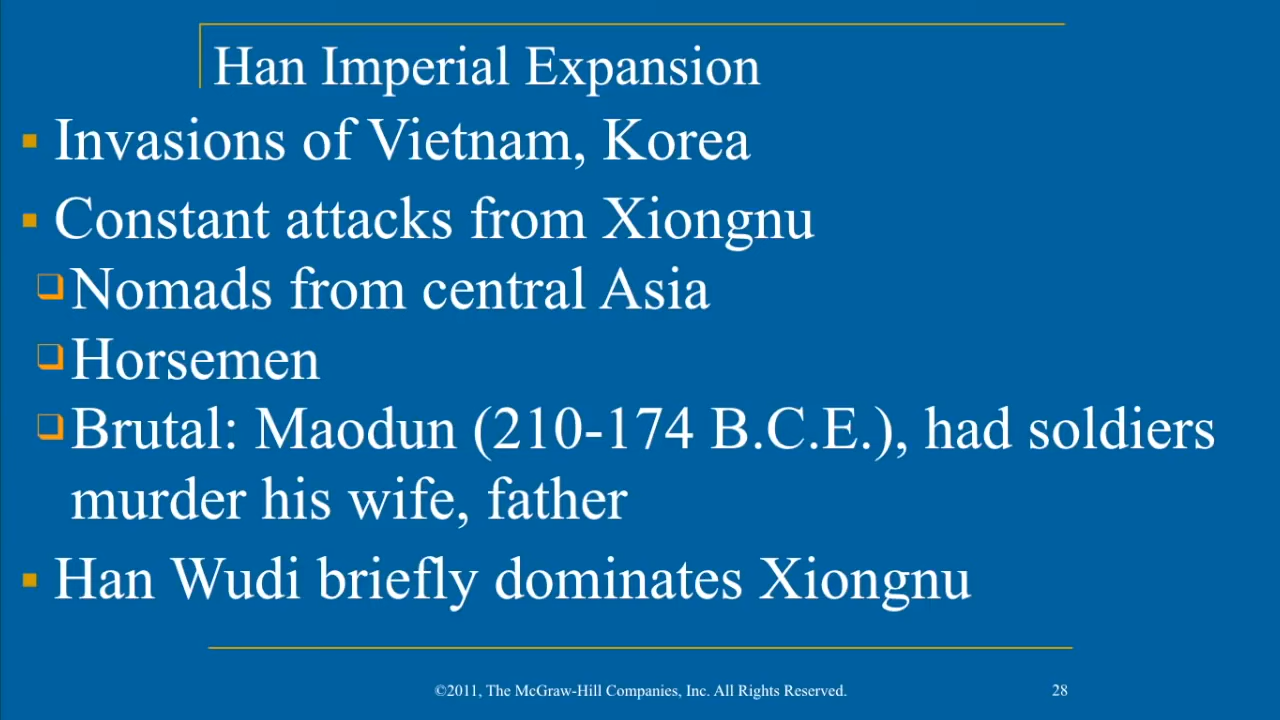 Han Imperial Expansion
Invasions of Vietnam, Korea
Constant attacks from Xiongnu
Nomads from central Asia
Horsemen
Brutal: Maodun (210-174 B.C.E.), had soldiers
murder his wife, father
Han Wudi briefly dominates Xiongnu
©2011, The McGraw-Hill Companies, Inc. All Rights Reserved.
28